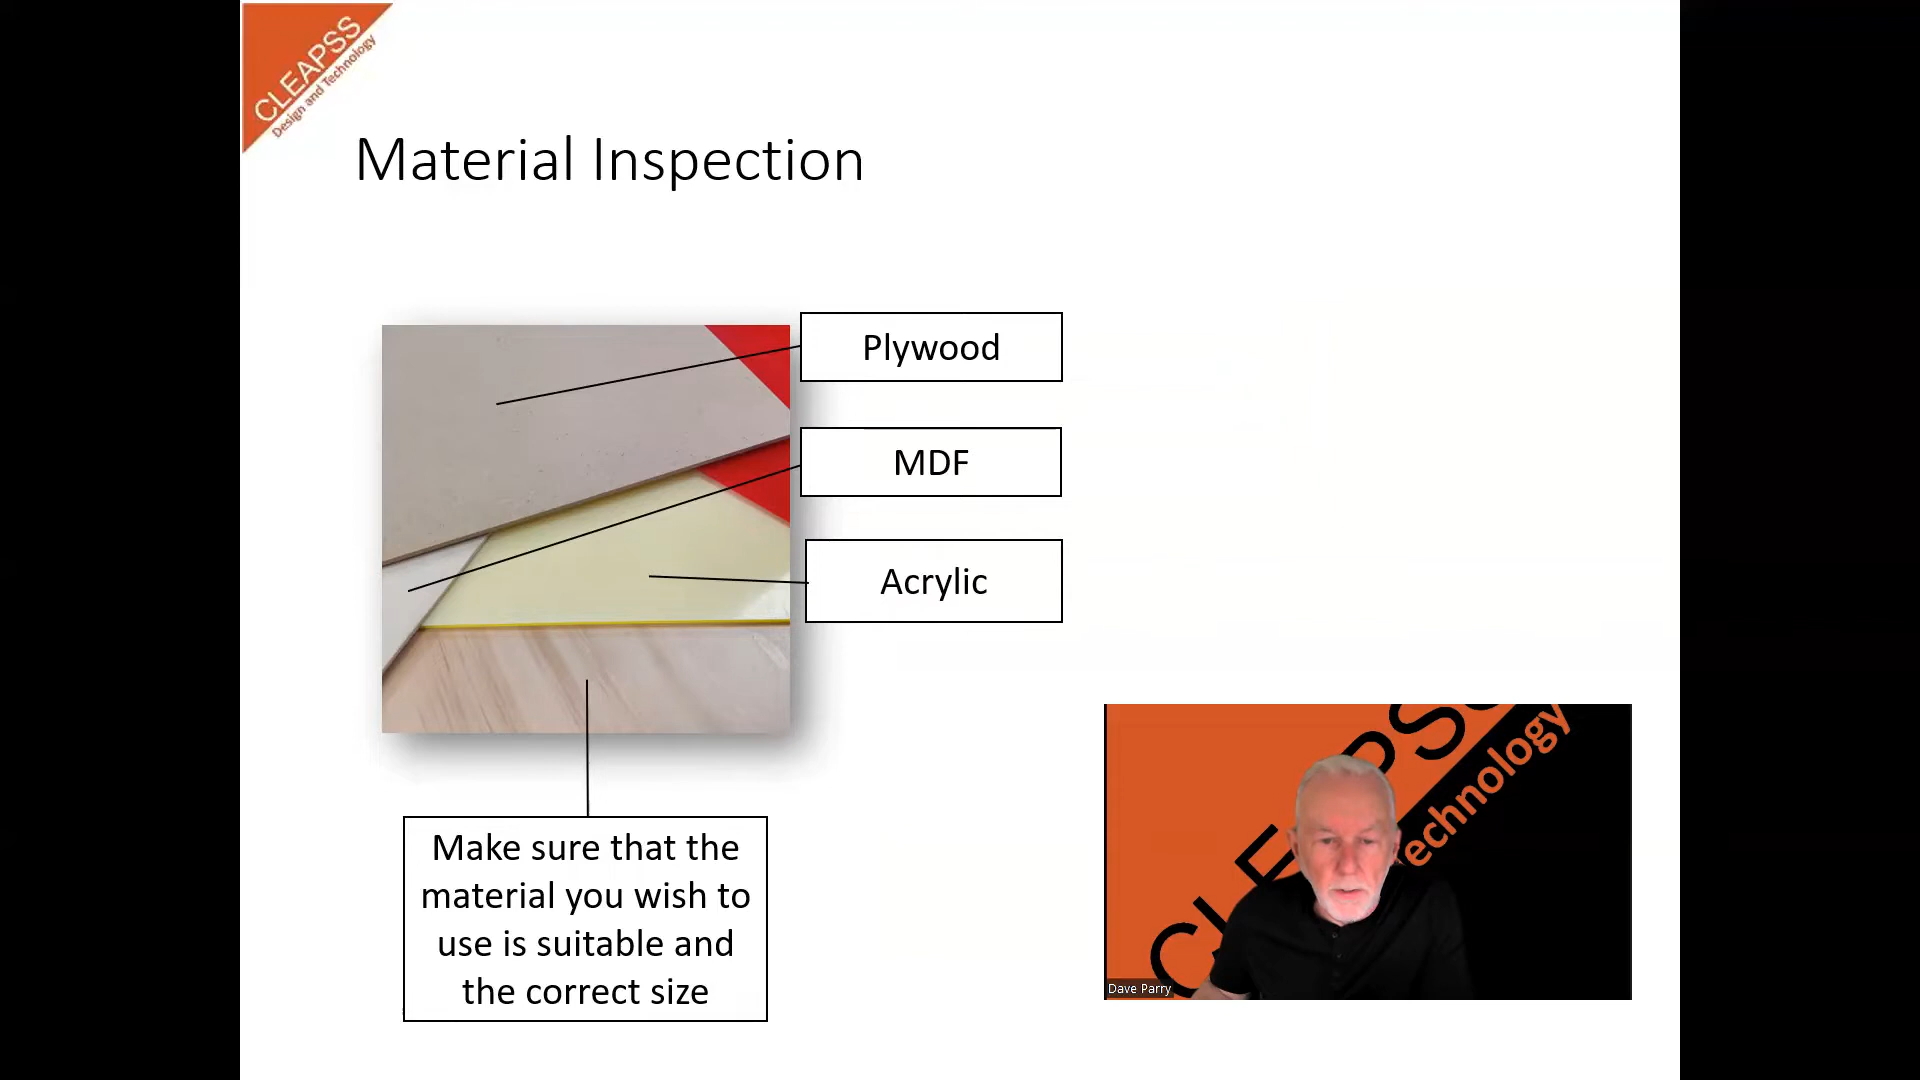 CLEAPSS
Design and Technology
Material Inspection
Plywood
MDF
Acrylic
Make sure that the
material you wish to
use is suitable and
the correct size
Dave Parry